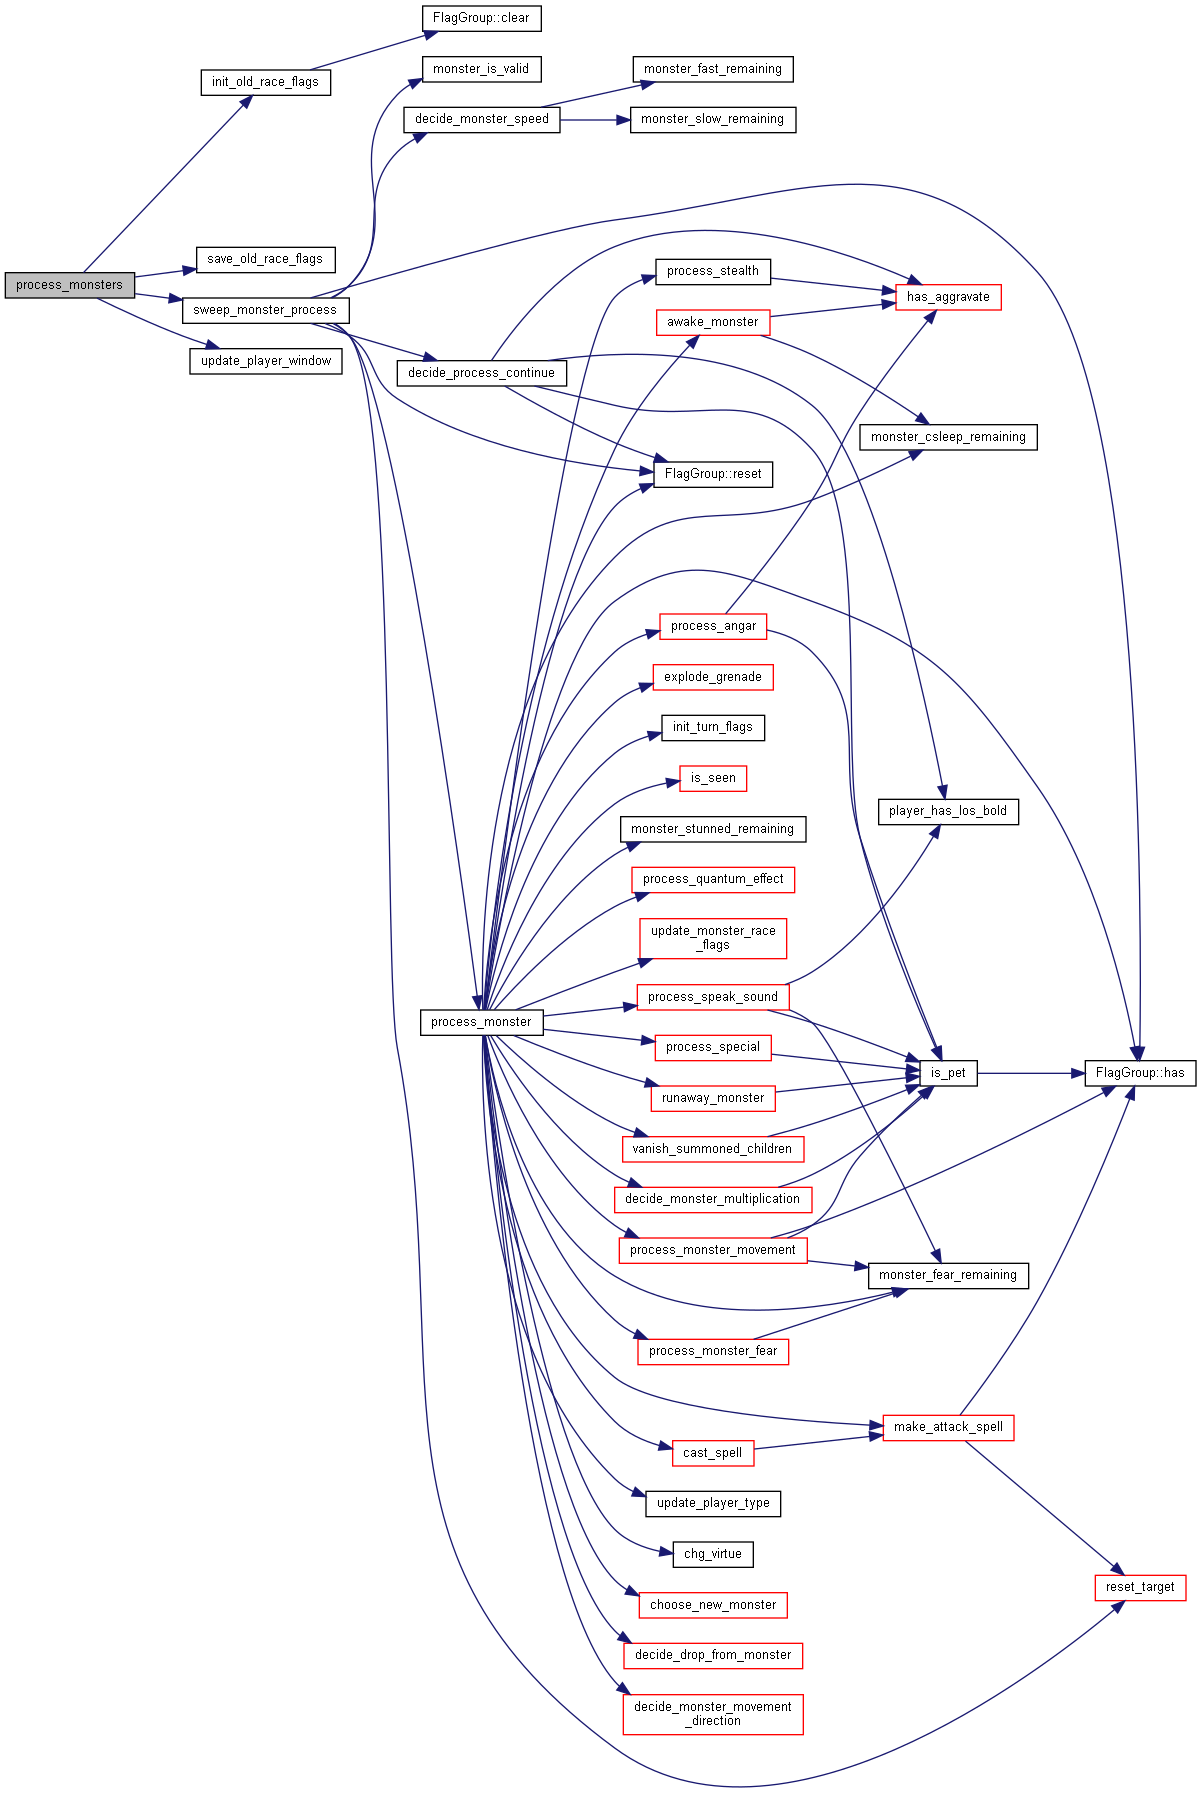 FlagGroup::clear
monster_is_valid
monster_fast_remaining
init_old_race_flags
decide_monster_speed
monster_slow_remaining
save_old_race_flags
process_stealth
process_monsters
has_aggravate
sweep_monster_process
awake_monster
update_player_window
decide_process_continue
monster_csleep_remaining
FlagGroup::reset
process_angar
explode_grenade
init_turn_flags
is_seen
player_has_los_bold
monster_stunned_remaining
process_quantum_effect
update_monster_race
_flags
process_speak_sound
process_monster
process_special
is_pet
FlagGroup::has
runaway_monster
vanish_summoned_children
decide_monster_multiplication
process_monster_movement
monster_fear_remaining
process_monster_fear
make_attack_spell
cast_spell
update_player_type
chg_virtue
reset_target
choose_new_monster
decide_drop_from_monster
decide_monster_movement
_direction